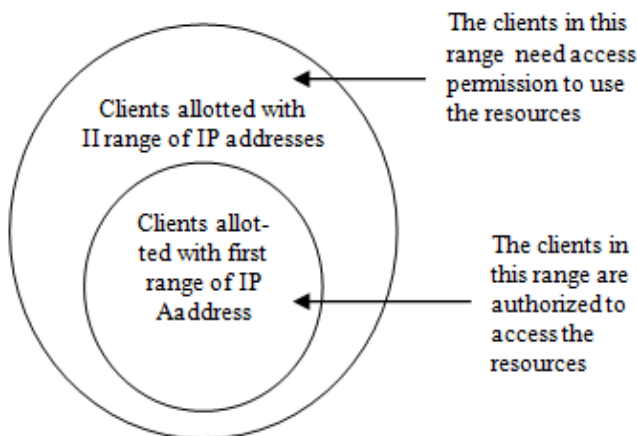 The clients in this
range need access
permission to use
the resources
Clients allotted with
II range of IP addresses
Clients allot-
ted with first
range of IP
Aaddress
The clients in
this range are
authorized to
access the
resources